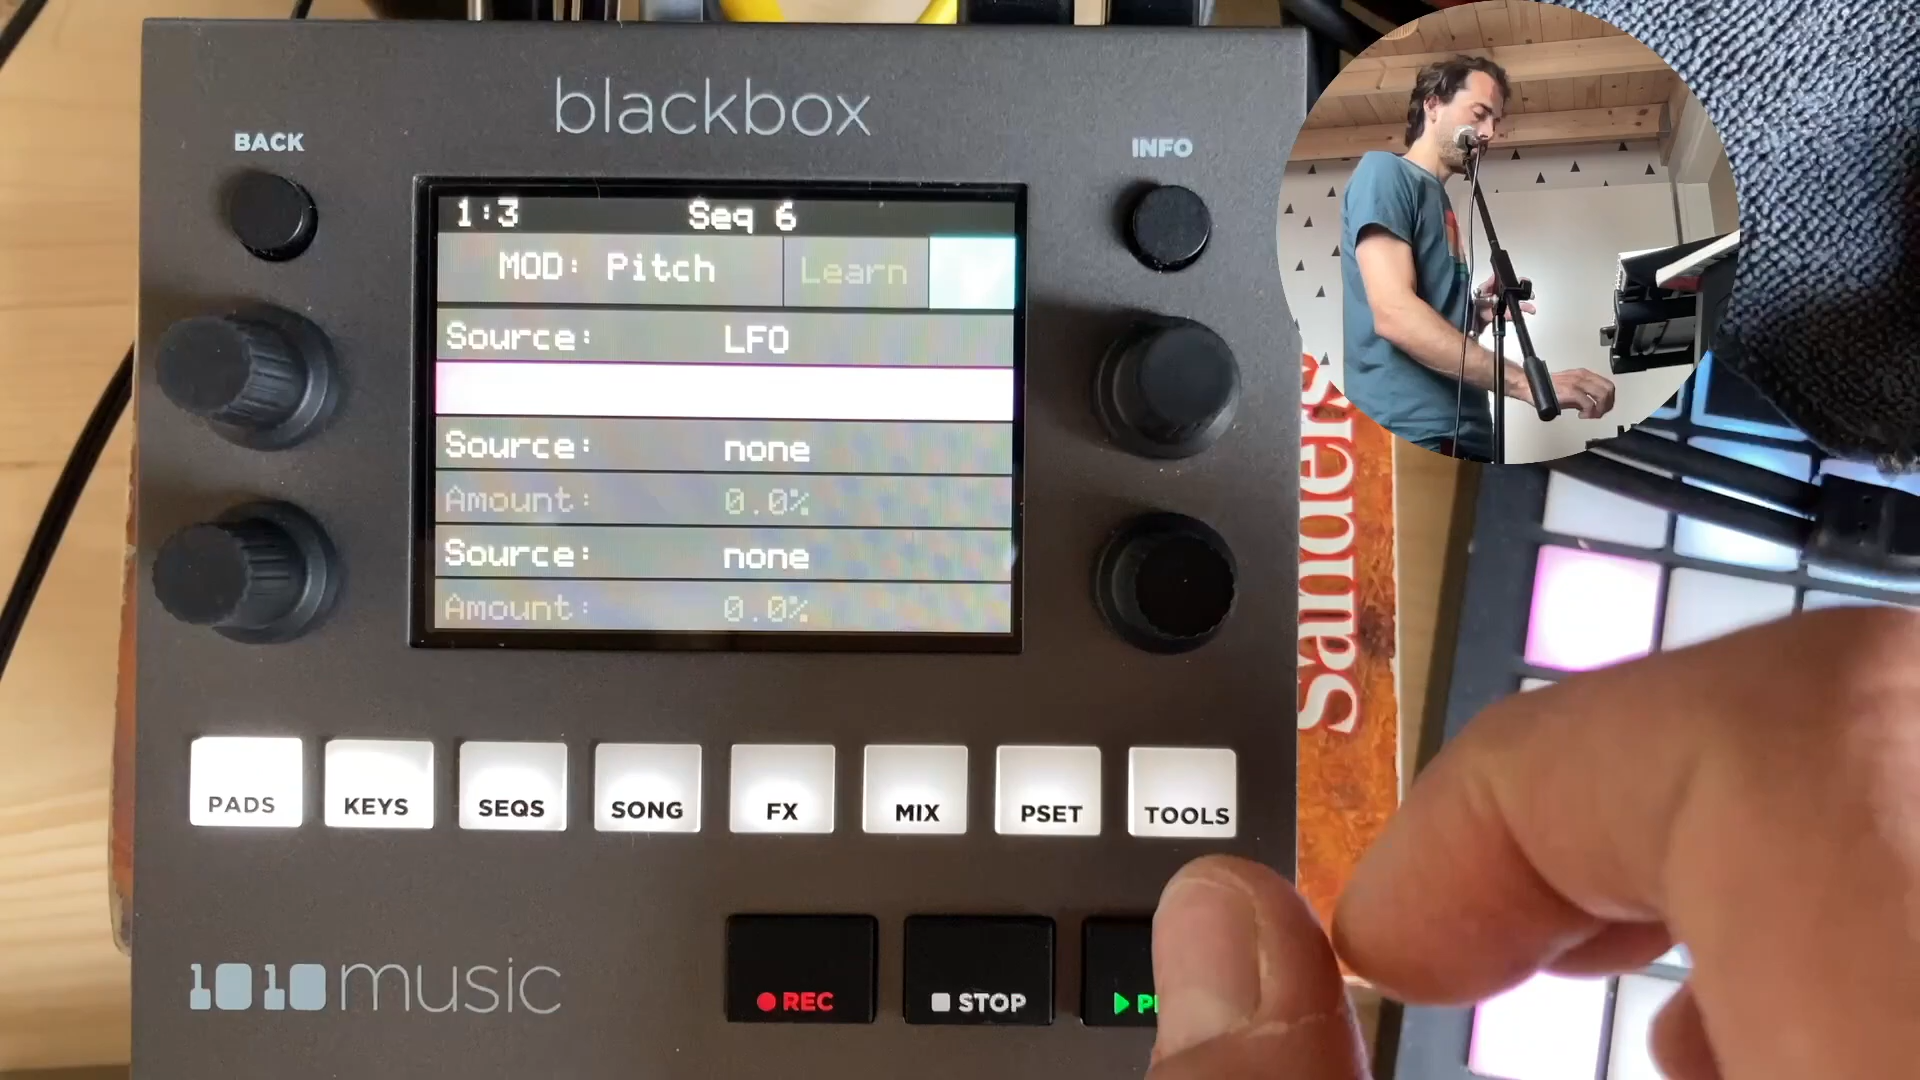 blackbox
BACK
INFO
1:3 Seq 6
MOD: Pitch Learn
Source: LFO
Source: none
Amount: 0.0%
Source: none
Amount: 0.0%
Sanders
PADS KEYS SEQS SONG FX MIX PSET TOOLS
1010music
REC STOP